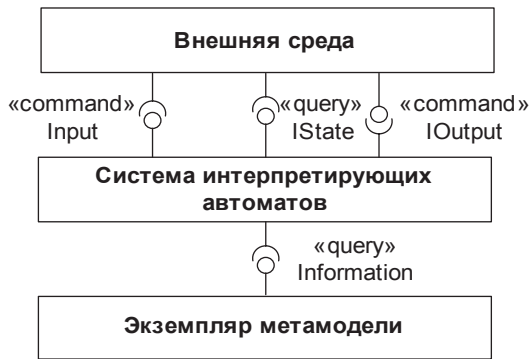 Внешняя среда
«command»
Input
«query»
IState
«command»
IOutput
Система интерпретирующих
автоматов
«query»
Information
Экземпляр метамодели